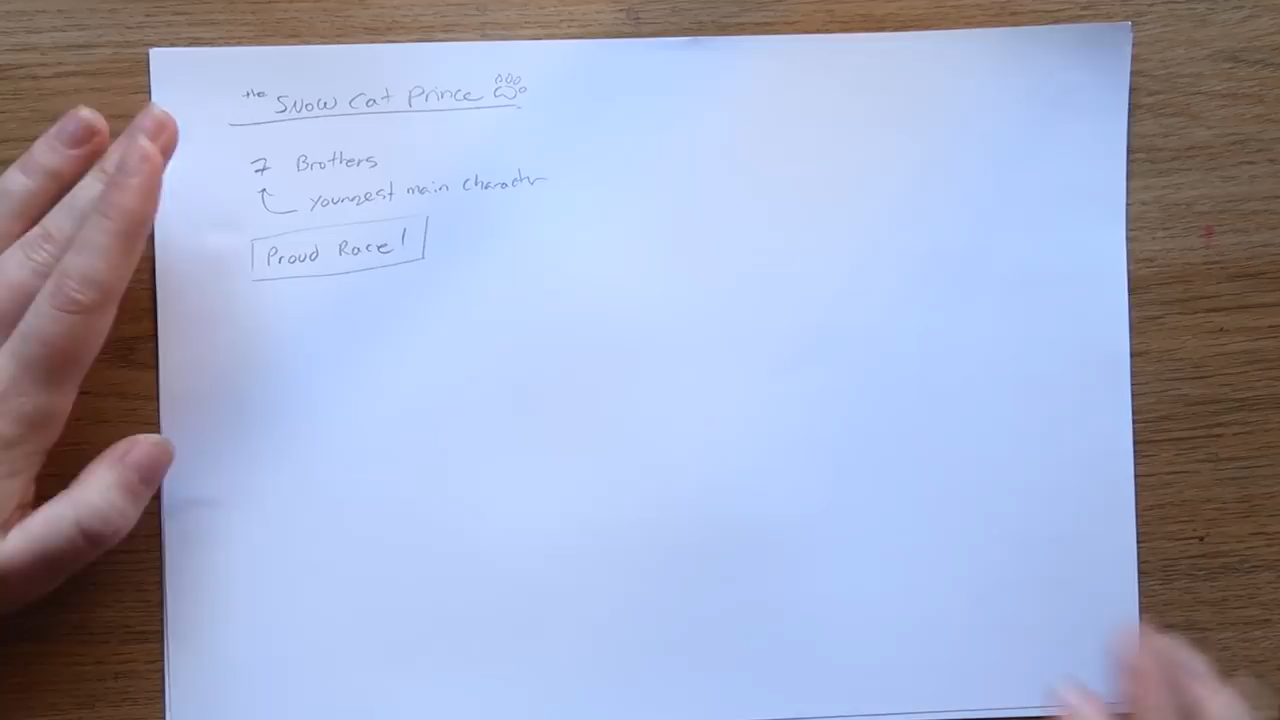 the Snow Cat Prince
7 Brothers
youngest main character
Proud Race!